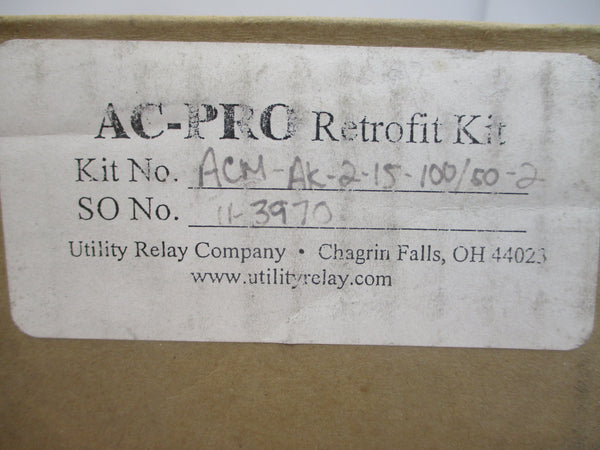 AC-PRO Retrofit Kit
Kit No. ACM-AK-2-15-100/50-2
SO No. 11-3970
Utility Relay Company • Chagrin Falls, OH 44023
www.utilityrelay.com